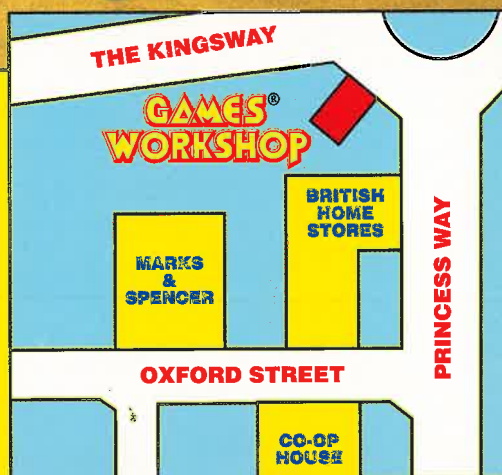 THE KINGSWAY
GAMES®
WORKSHOP
BRITISH
HOME
STORES
MARKS
&
SPENCER
PRINCESS WAY
OXFORD STREET
CO-OP
HOUSE